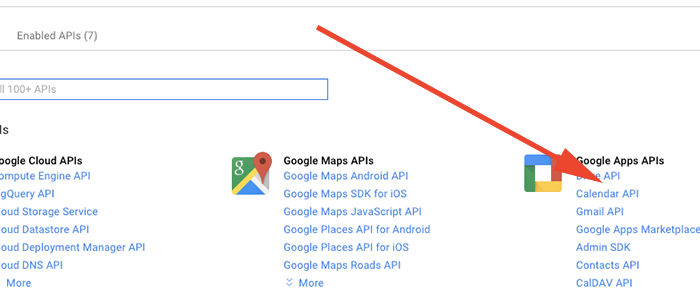 Enabled APIs (7)
ll 100+ APIs
ls
oogle Cloud APIs
ompute Engine API
gQuery API
oud Storage Service
oud Datastore API
oud Deployment Manager API
oud DNS API
More
g
Google Maps APIs
Google Maps Android API
Google Maps SDK for iOS
Google Maps JavaScript API
Google Places API for Android
Google Places API for iOS
Google Maps Roads API
More
Google Apps APIs
API
Calendar API
Gmail API
Google Apps Marketplace
Admin SDK
Contacts API
CalDAV API